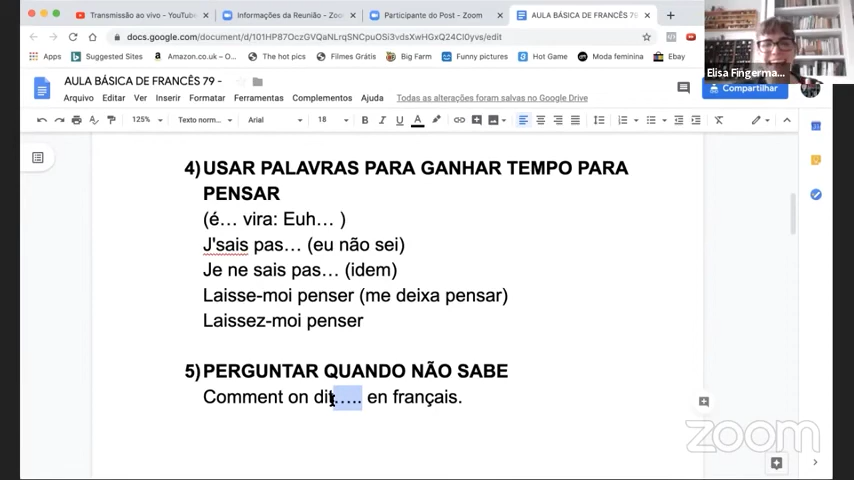 Transmissão ao vivo - YouTube
Informações da Reunião - Zoo
Participante do Post - Zoom
AULA BÁSICA DE FRANCÊS 79 -
docs.google.com/document/d/101HP87OczGVQaNLrqSNCpuOSi3vdsXwHGxQ24Cl0yvs/edit
Apps
Suggested Sites
Amazon.co.uk – O...
The hot pics
Filmes Grátis
Big Farm
Funny pictures
Hot Game
Moda feminina
Ebay
Elisa Fingerma...
AULA BÁSICA DE FRANCÊS 79 -
Compartilhar
Arquivo Editar Ver Inserir Formatar Ferramentas Complementos Ajuda Todas as alterações foram salvas no Google Drive
125% Texto norm... Arial 18 B I U A
4) USAR PALAVRAS PARA GANHAR TEMPO PARA
PENSAR
(é… vira: Euh… )
J'sais pas… (eu não sei)
Je ne sais pas… (idem)
Laisse-moi penser (me deixa pensar)
Laissez-moi penser
5) PERGUNTAR QUANDO NÃO SABE
Comment on dit….. en français.
zoom